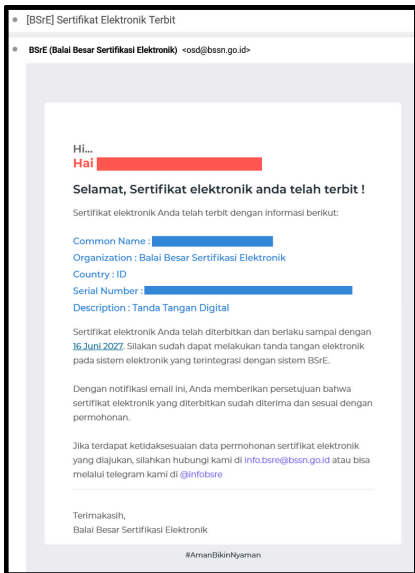 [BSrE] Sertifikat Elektronik Terbit
BSrE (Balai Besar Sertifikasi Elektronik) <osd@bssn.go.id>
Hi...
Hai
Selamat, Sertifikat elektronik anda telah terbit !
Sertifikat elektronik Anda telah terbit dengan informasi berikut:
Common Name :
Organization : Balai Besar Sertifikasi Elektronik
Country : ID
Serial Number :
Description : Tanda Tangan Digital
Sertifikat elektronik Anda telah diterbitkan dan berlaku sampai dengan
16 Juni 2027. Silakan sudah dapat melakukan tanda tangan elektronik
pada sistem elektronik yang terintegrasi dengan sistem BSrE.
Dengan notifikasi email ini, Anda memberikan persetujuan bahwa
sertifikat elektronik yang diterbitkan sudah diterima dan sesuai dengan
permohonan.
Jika terdapat ketidaksesuaian data permohonan sertifikat elektronik
yang diajukan, silahkan hubungi kami di info.bsre@bssn.go.id atau bisa
melalui telegram kami di @infobsre
Terimakasih,
Balai Besar Sertifikasi Elektronik
#AmanBikinNyaman